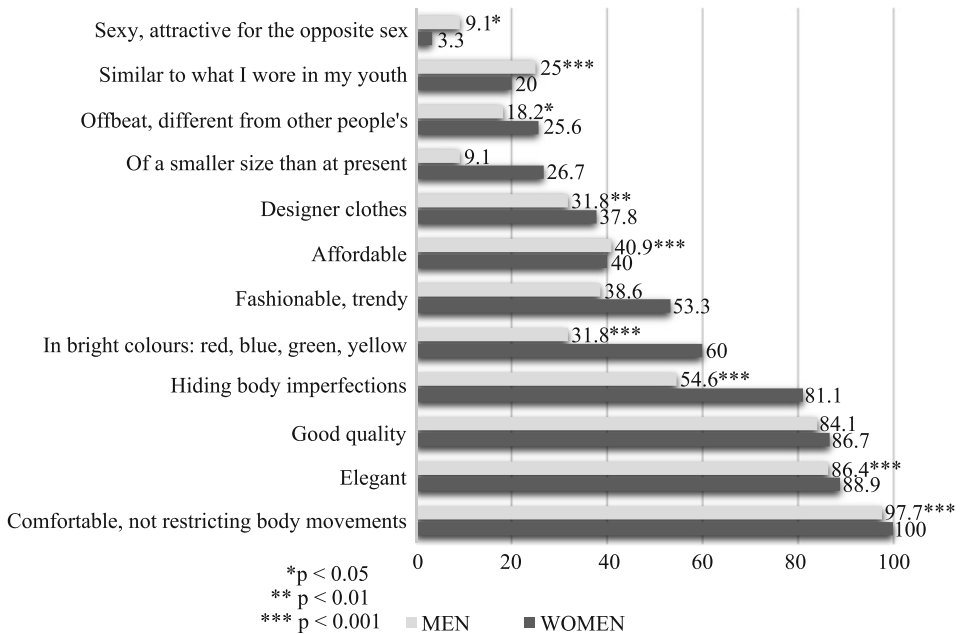 Sexy, attractive for the opposite sex 9.1*
3.3
Similar to what I wore in my youth 25***
20
Offbeat, different from other people's 18.2*
25.6
Of a smaller size than at present 9.1
26.7
Designer clothes 31.8**
37.8
Affordable 40.9***
40
Fashionable, trendy 38.6
53.3
In bright colours: red, blue, green, yellow 31.8***
60
Hiding body imperfections 54.6***
81.1
Good quality 84.1
86.7
Elegant 86.4***
88.9
Comfortable, not restricting body movements 97.7***
100
0 20 40 60 80 100
*p < 0.05
** p < 0.01
*** p < 0.001
MEN WOMEN